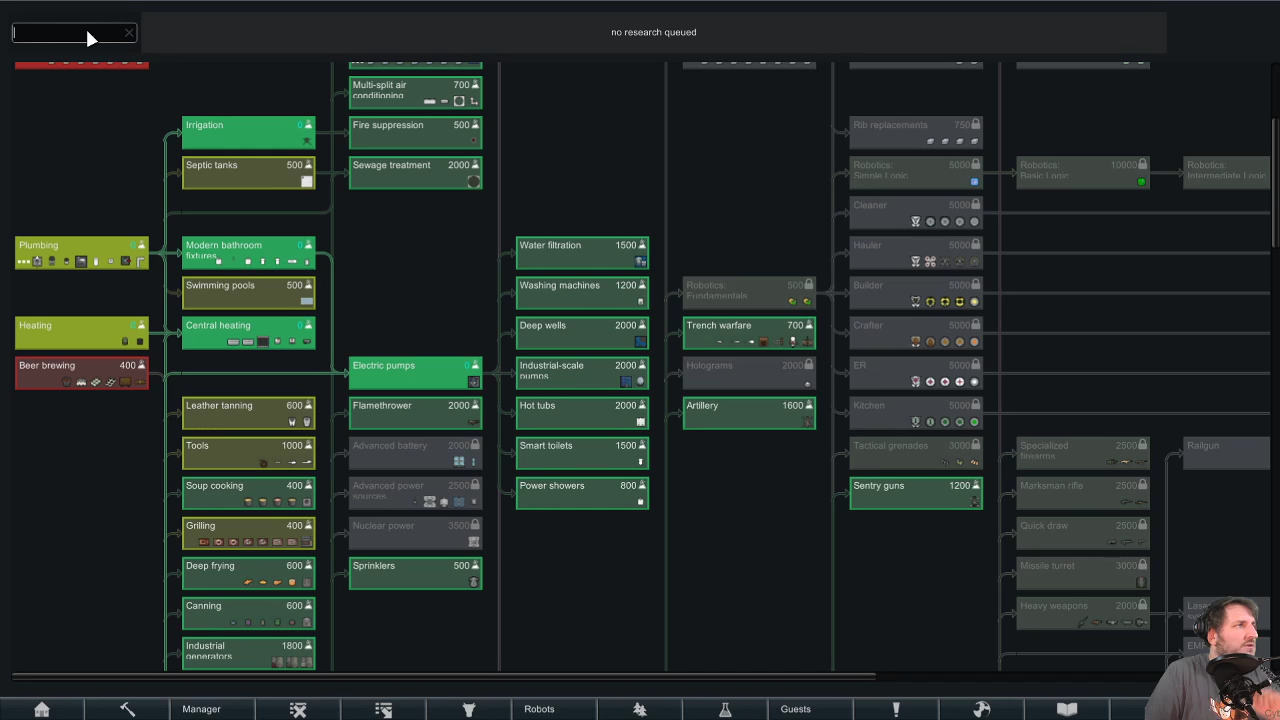 no research queued
Multi-split air
conditioning
700
Irrigation 0
Fire suppression 500
Rib replacements 750
Septic tanks 500
Sewage treatment 2000
Robotics:
Simple Logic
5000
Robotics:
Basic Logic
10000
Robotics:
Intermediate Logic
Cleaner 5000
Plumbing 0
Modern bathroom
fixtures
0
Water filtration 1500
Hauler 5000
Swimming pools 500
Washing machines 1200
Robotics:
Fundamentals
500
Builder 5000
Heating 0
Central heating 0
Deep wells 2000
Trench warfare 700
Crafter 5000
Beer brewing 400
Electric pumps 0
Industrial-scale
pumps
2000
Holograms 2000
ER 5000
Leather tanning 600
Flamethrower 2000
Hot tubs 2000
Artillery 1600
Kitchen 5000
Tools 1000
Advanced battery 2000
Smart toilets 1500
Tactical grenades 3000
Specialized
firearms
2500
Railgun
Soup cooking 400
Advanced power
sources
2500
Power showers 800
Sentry guns 1200
Marksman rifle 2500
Grilling 400
Nuclear power 3500
Quick draw 2500
Deep frying 600
Sprinklers 500
Missile turret 3000
Canning 600
Heavy weapons 2000
Industrial
generators
1800
Manager
Robots
Guests